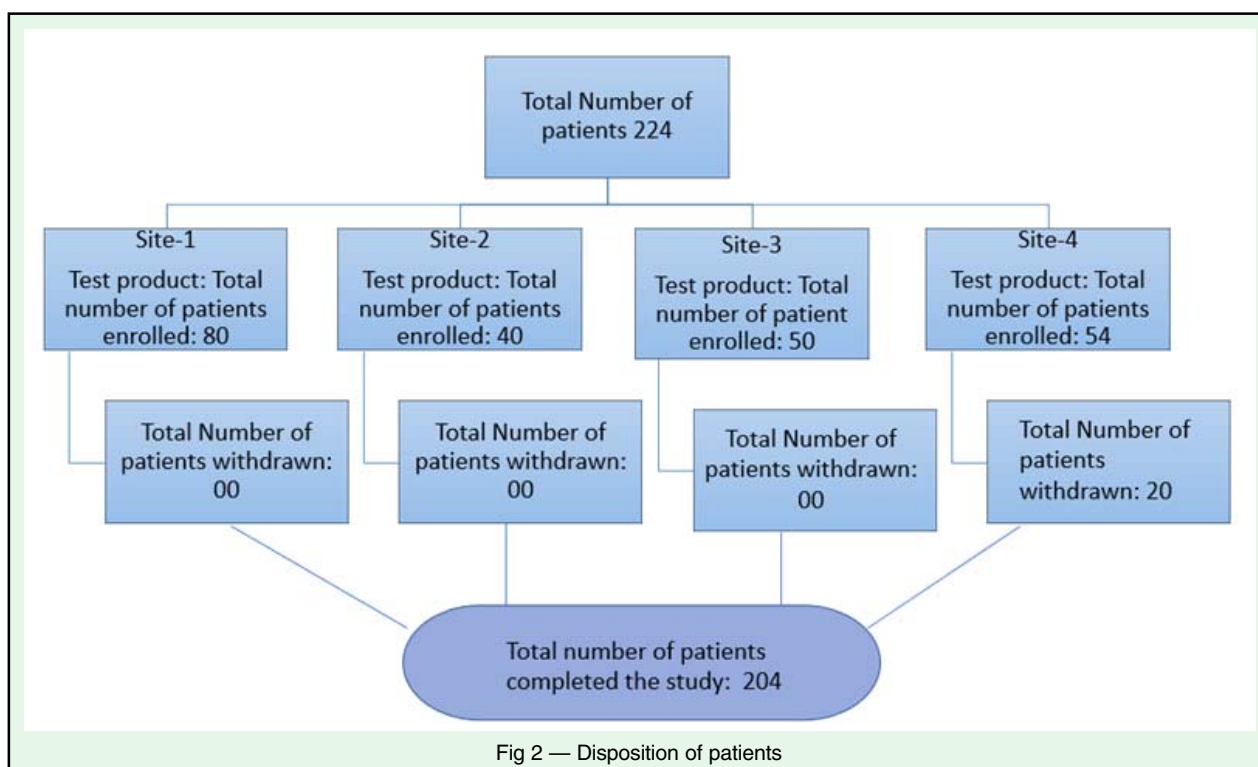 Total Number of
patients 224
Site-1
Test product: Total
number of patients
enrolled: 80
Site-2
Test product: Total
number of patients
enrolled: 40
Site-3
Test product: Total
number of patient
enrolled: 50
Site-4
Test product: Total
number of patients
enrolled: 54
Total Number of
patients withdrawn:
00
Total Number of
patients withdrawn:
00
Total Number of
patients withdrawn:
00
Total Number of
patients
withdrawn: 20
Total number of patients
completed the study: 204
Fig 2 — Disposition of patients